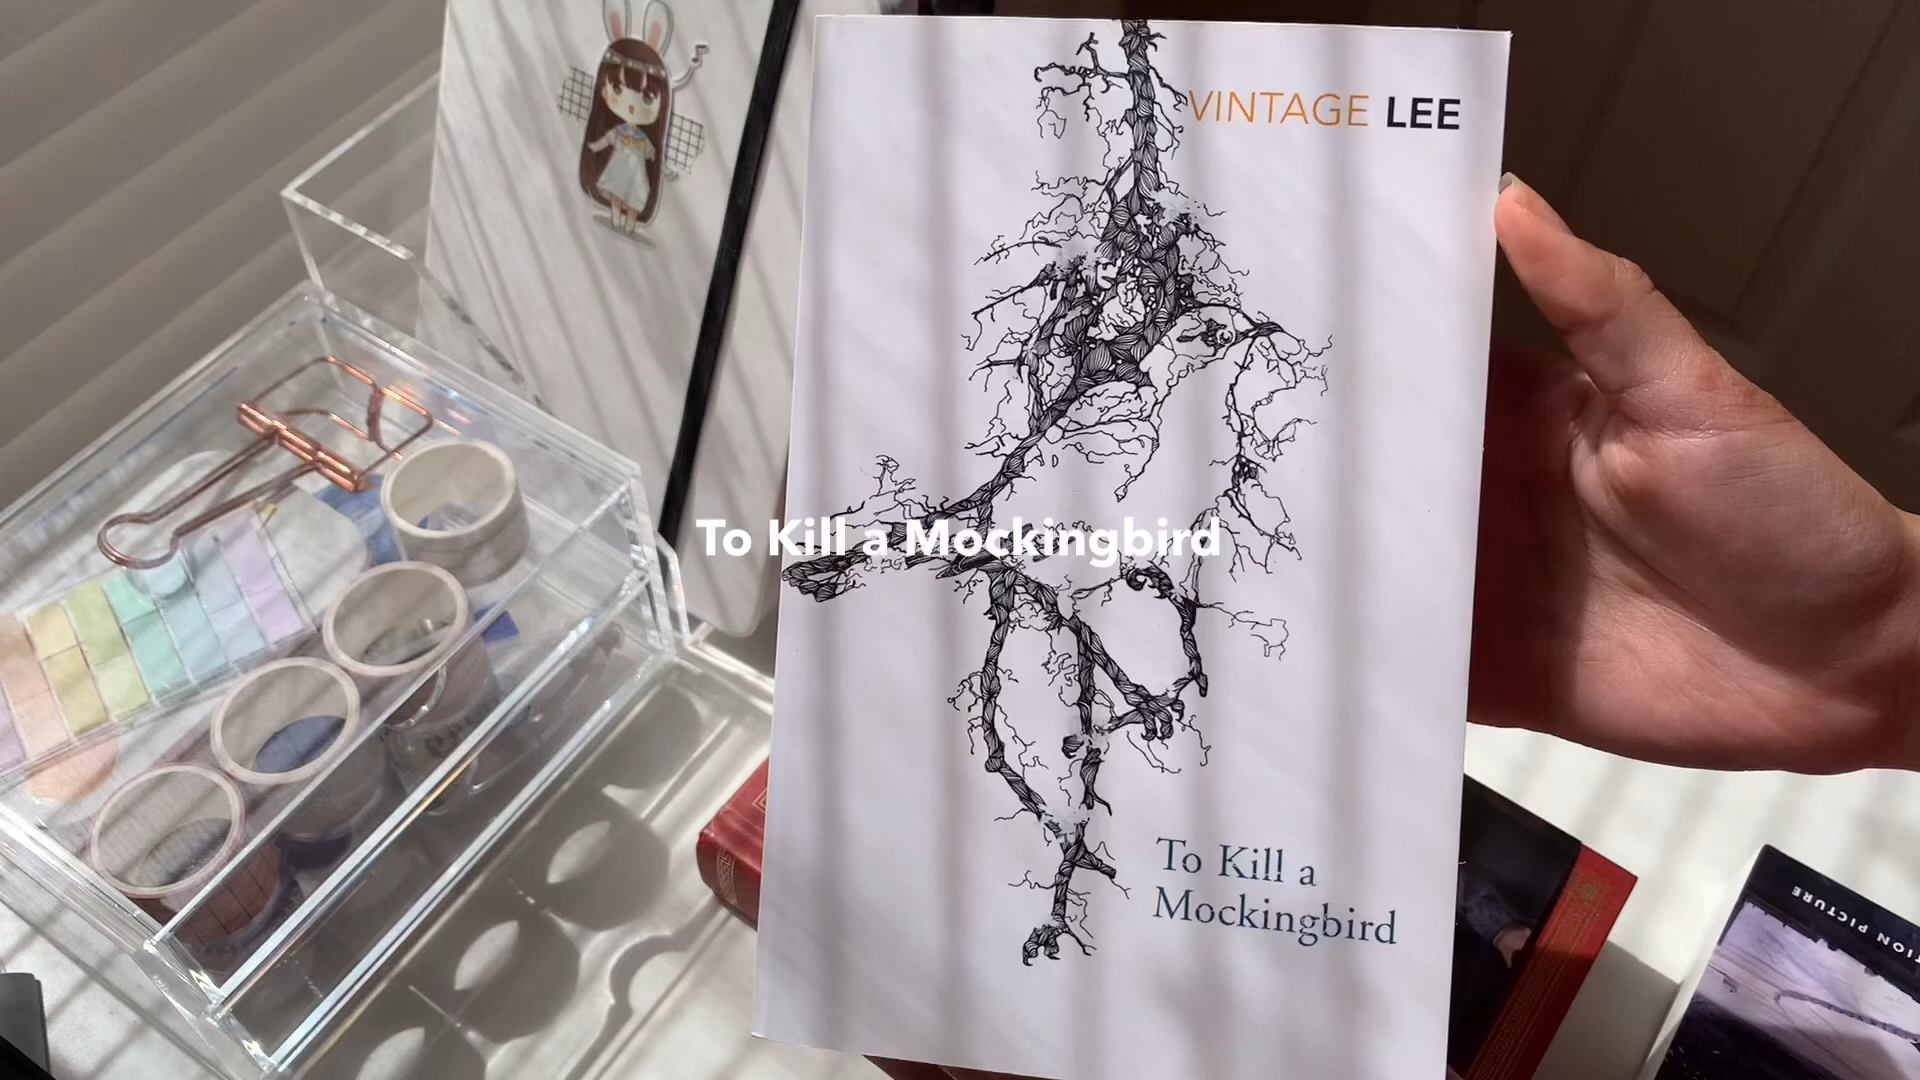 VINTAGE LEE
To Kill a Mockingbird
To Kill a
Mockingbird
TION PICTURE